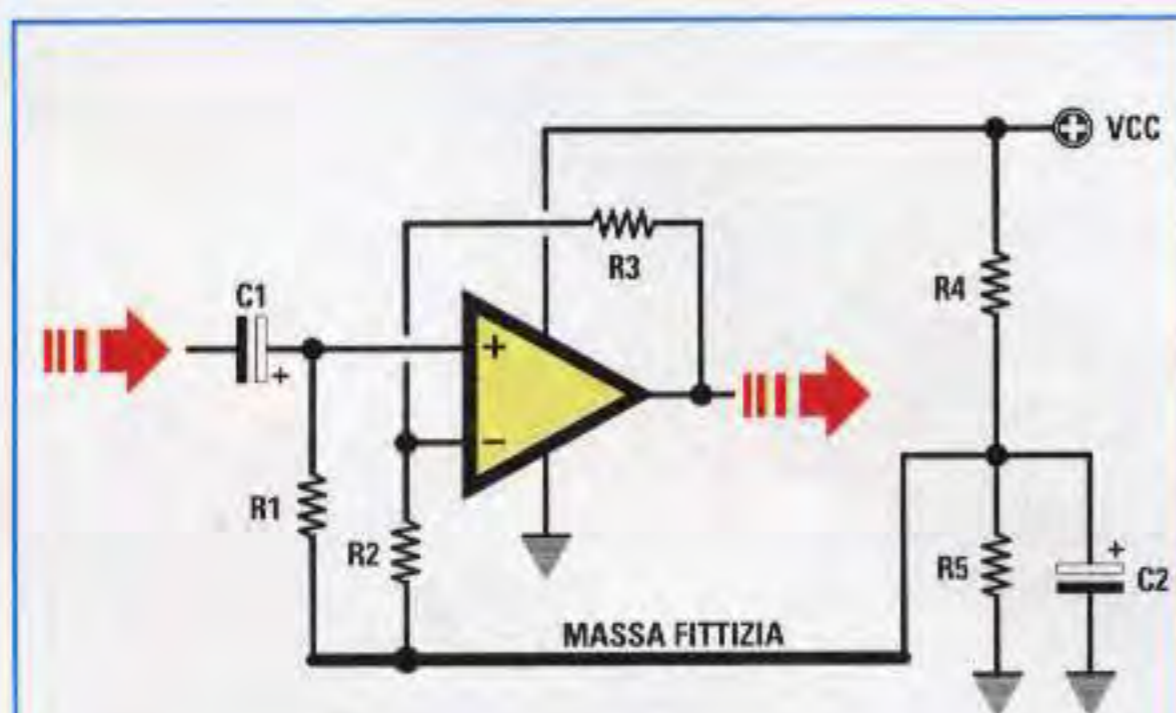 VCC
R3
R4
C1
+
+
−
R1
R2
R5
+
C2
MASSA FITTIZIA